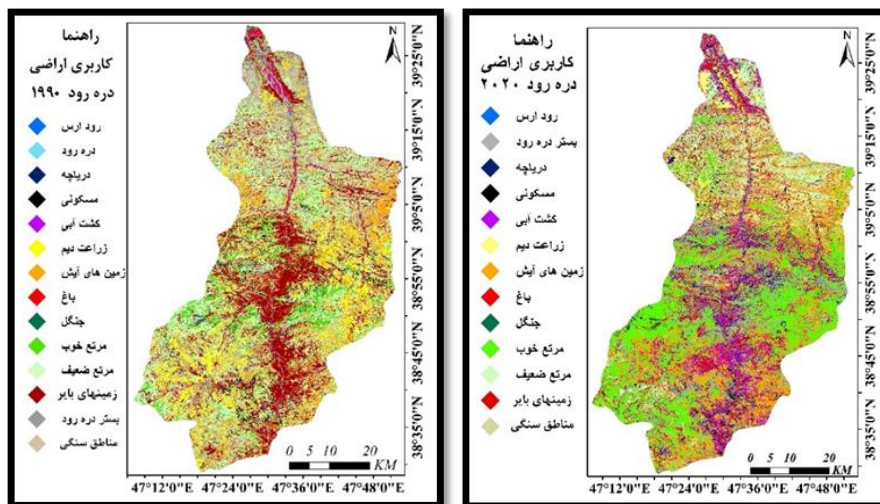 راهنما
کاربری اراضی
دره رود ۱۹۹۰
رود ارس
دره رود
دریاچه
مسکونی
کشت آبی
زراعت دیم
زمین های آیش
باغ
جنگل
مرتع خوب
مرتع ضعیف
زمینهای بایر
بستر دره رود
مناطق سنگی
N
39°25'0"N
39°15'0"N
39°5'0"N
38°55'0"N
38°45'0"N
38°35'0"N
0 5 10 20
KM
47°12'0"E 47°24'0"E 47°36'0"E 47°48'0"E
راهنما
کاربری اراضی
دره رود ۲۰۲۰
رود ارس
بستر دره رود
دریاچه
مسکونی
کشت آبی
زراعت دیم
زمین های آیش
باغ
جنگل
مرتع خوب
مرتع ضعیف
زمینهای بایر
مناطق سنگی
N
39°25'0"N
39°15'0"N
39°5'0"N
38°55'0"N
38°45'0"N
38°35'0"N
0 5 10 20
KM
47°12'0"E 47°24'0"E 47°36'0"E 47°48'0"E